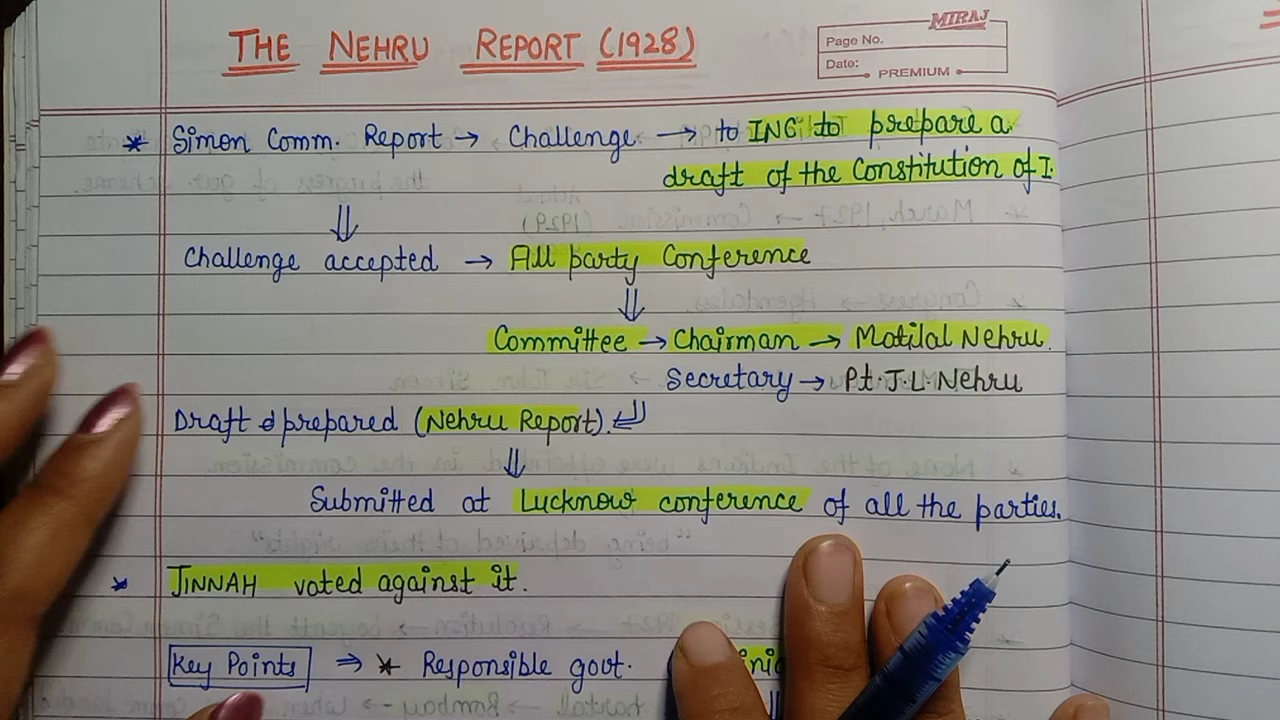 THE NEHRU REPORT (1928)
MIRAJ
Page No.
Date:
PREMIUM
* Simon Comm. Report → Challenge → to INC to prepare a
draft of the Constitution of I.
⇓
Challenge accepted → All party Conference
⇓
Committee → Chairman → Motilal Nehru.
Secretary → Pt. J.L. Nehru
Draft prepared (Nehru Report).
⇓
Submitted at Lucknow conference of all the parties.
* JINNAH voted against it.
Key Points ⇒ * Responsible govt.